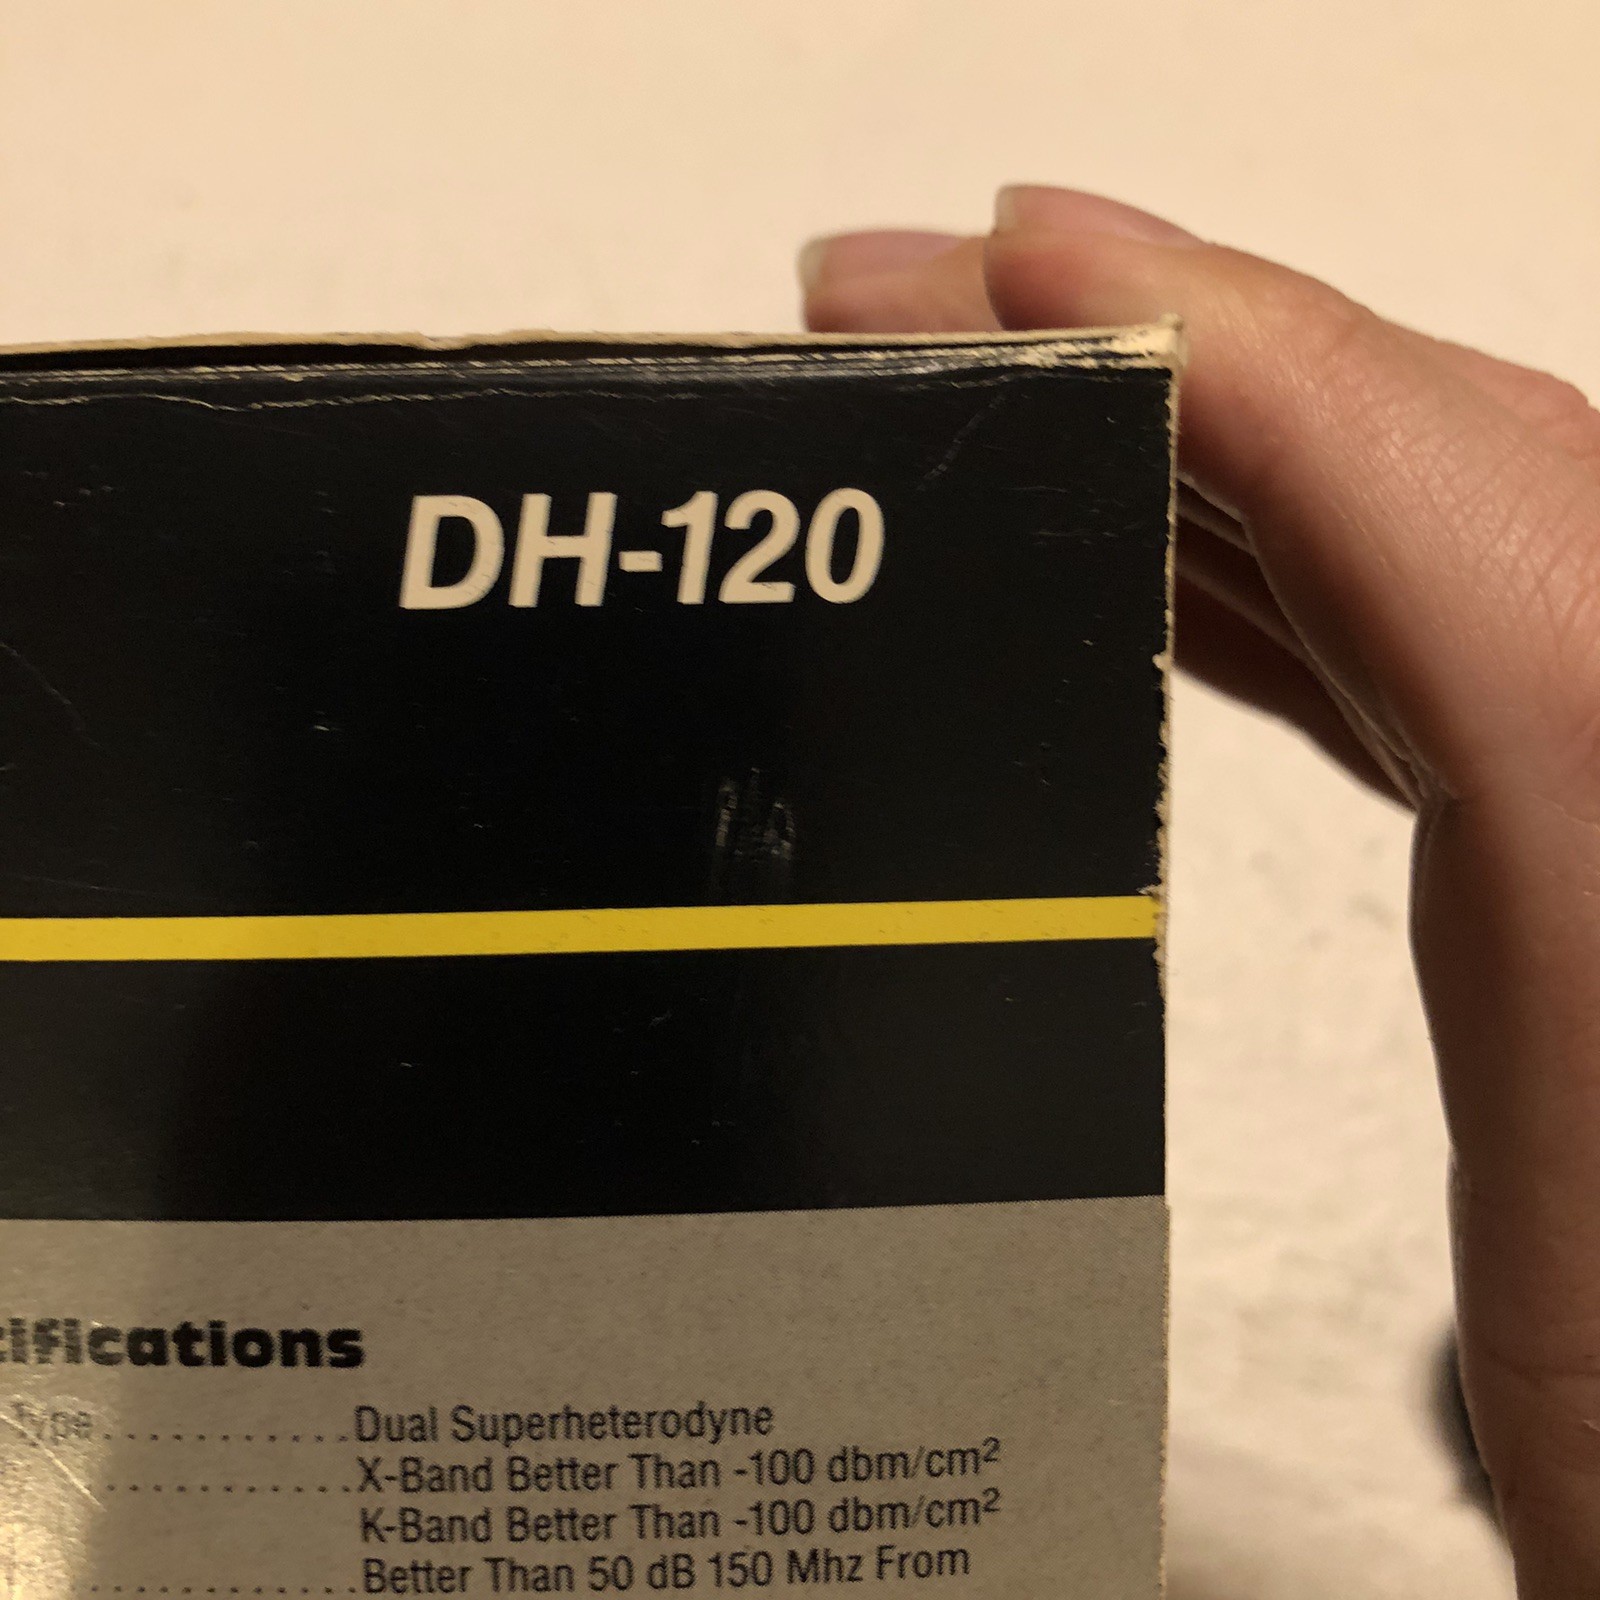 DH-120
cifications
Type............Dual Superheterodyne
............X-Band Better Than -100 dbm/cm²
K-Band Better Than -100 dbm/cm²
............Better Than 50 dB 150 Mhz From